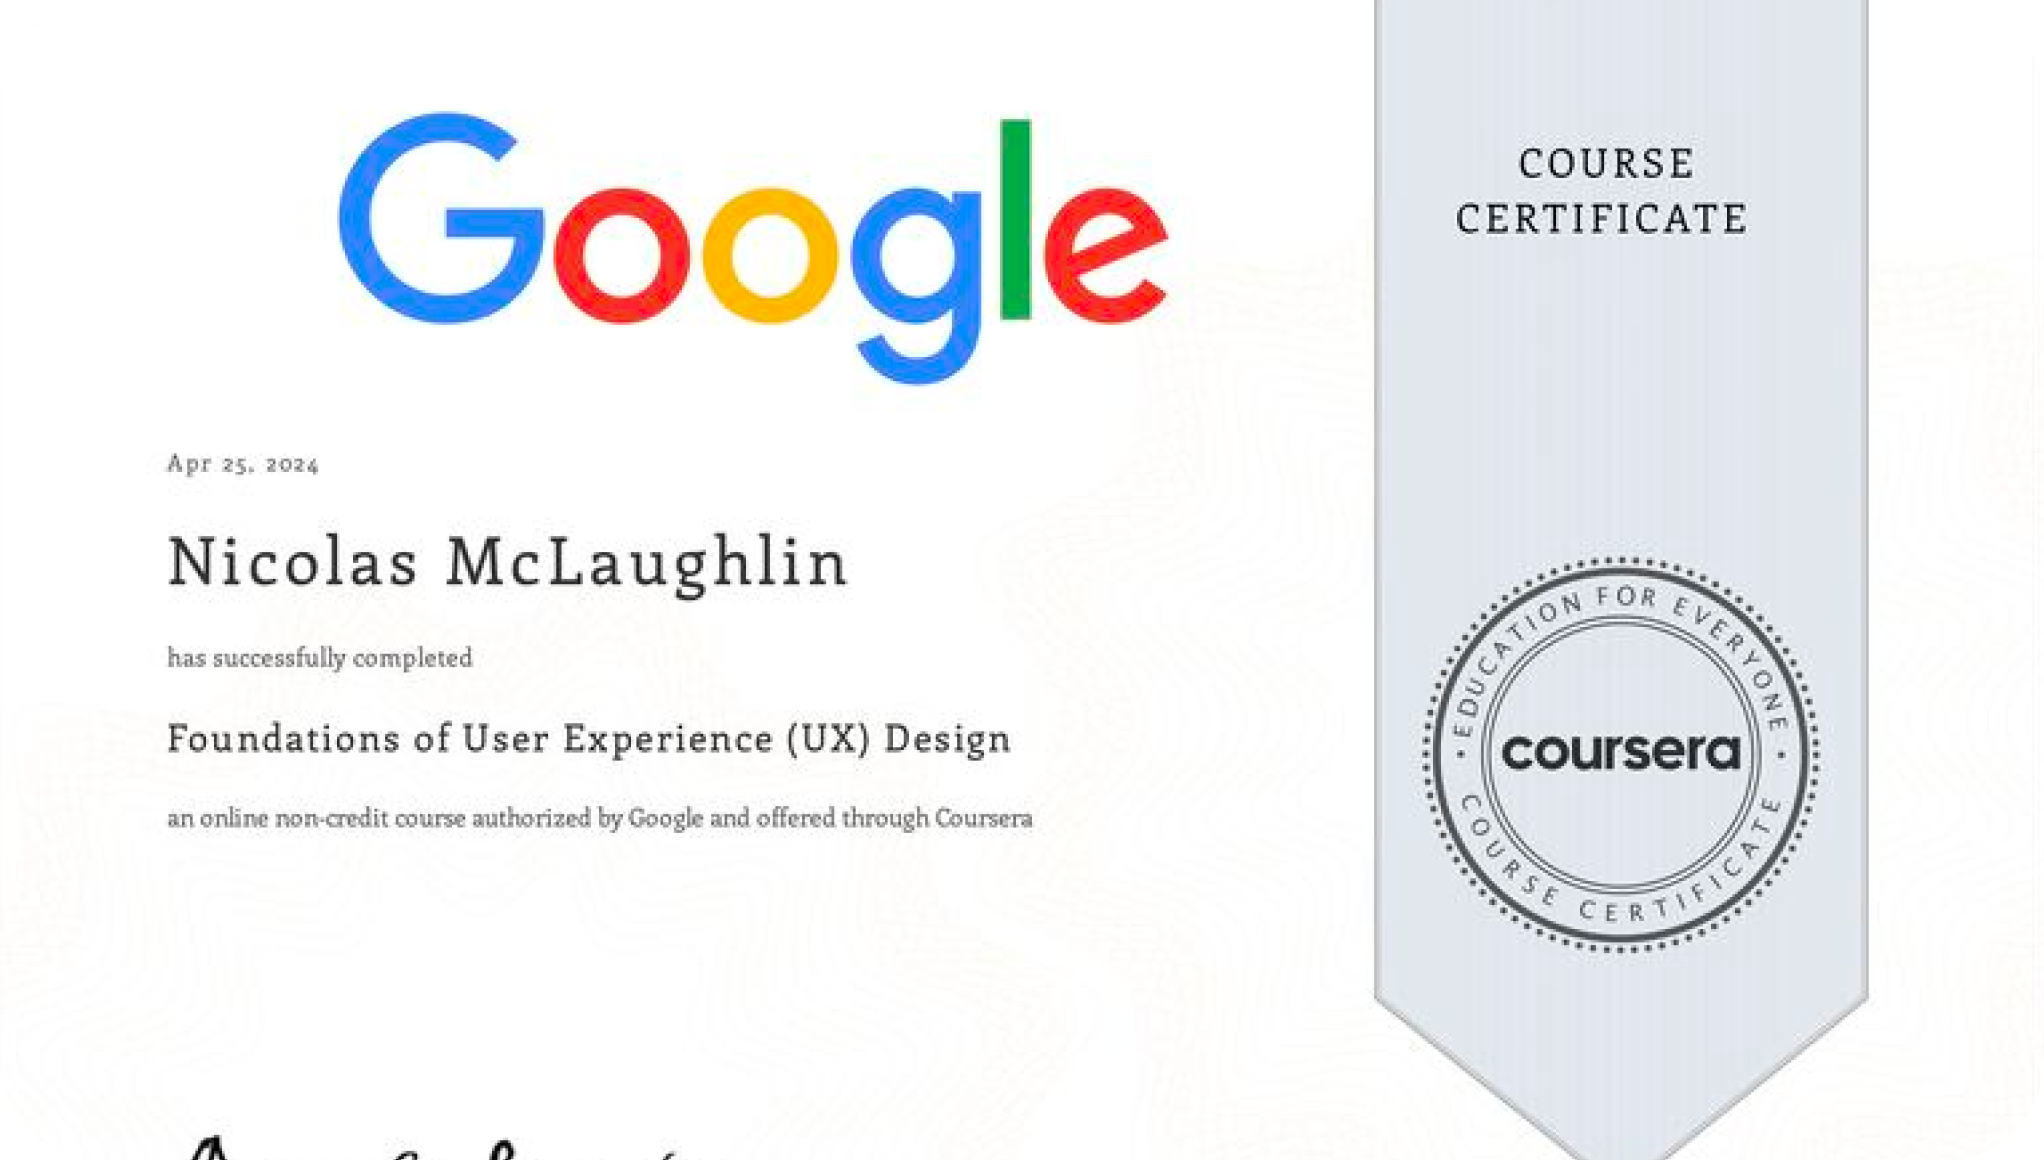 Google
COURSE
CERTIFICATE
Apr 25, 2024
Nicolas McLaughlin
has successfully completed
Foundations of User Experience (UX) Design
an online non-credit course authorized by Google and offered through Coursera
EDUCATION FOR EVERYONE
coursera
COURSE CERTIFICATE